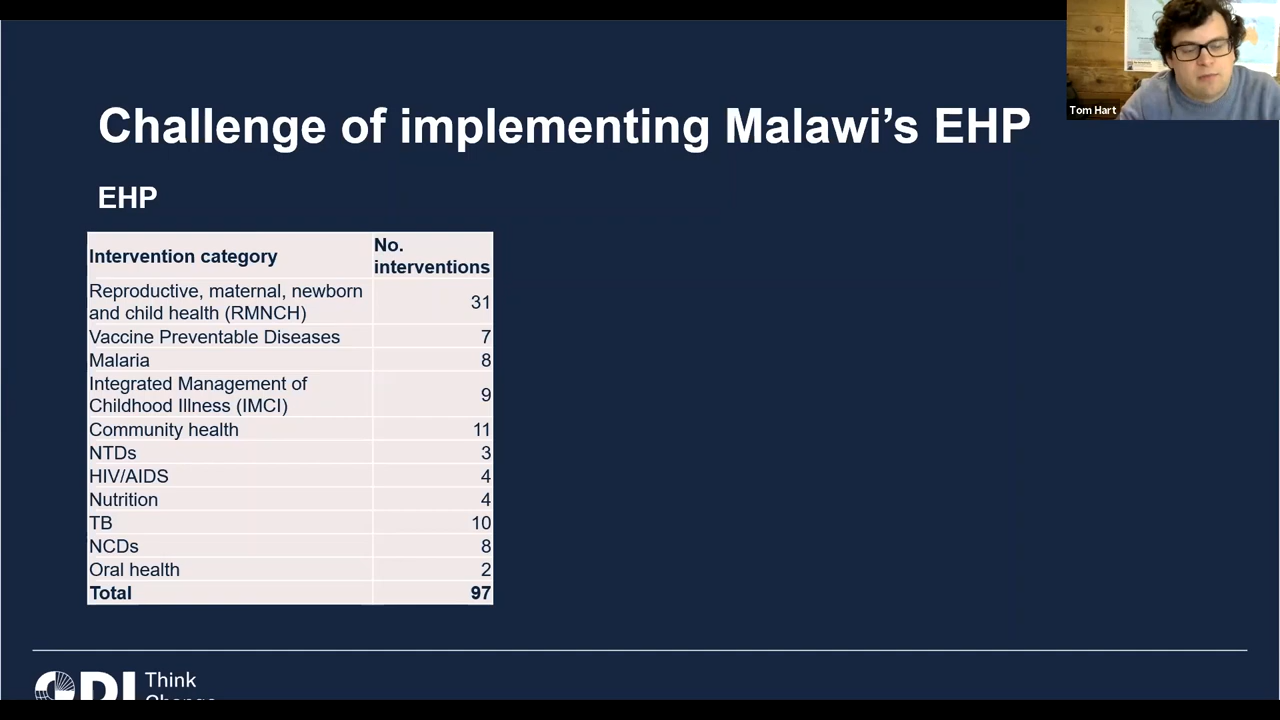 Tom Hart
Challenge of implementing Malawi's EHP
EHP
Intervention category No. interventions
Reproductive, maternal, newborn
and child health (RMNCH) 31
Vaccine Preventable Diseases 7
Malaria 8
Integrated Management of
Childhood Illness (IMCI) 9
Community health 11
NTDs 3
HIV/AIDS 4
Nutrition 4
TB 10
NCDs 8
Oral health 2
Total 97
ODI Think
Change